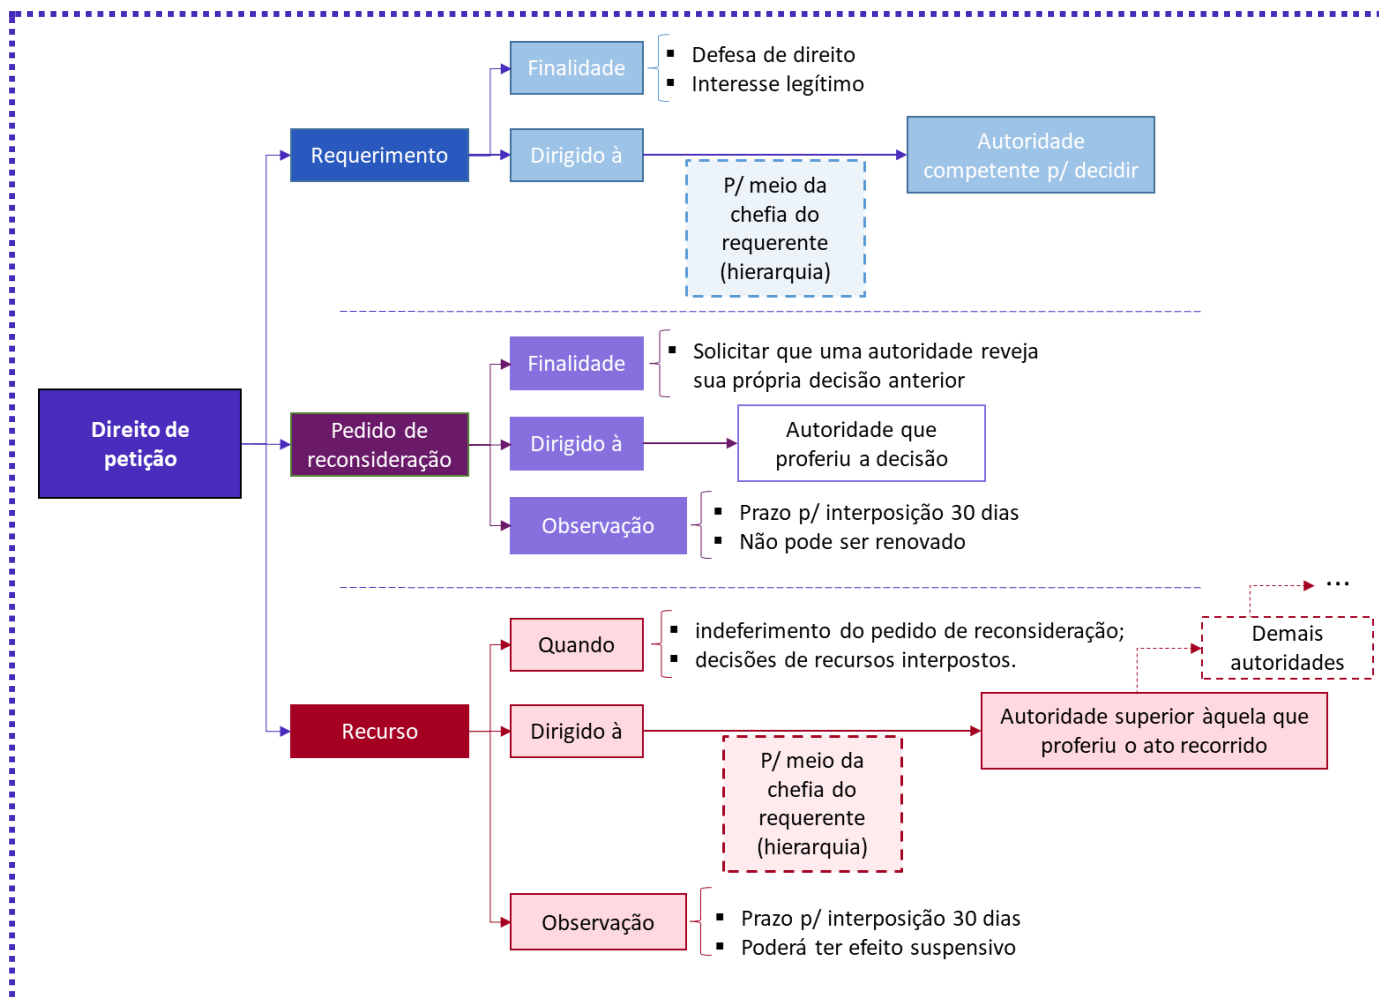 Direito de
petição
Requerimento
Finalidade
▪ Defesa de direito
▪ Interesse legítimo
Dirigido à
P/ meio da
chefia do
requerente
(hierarquia)
Autoridade
competente p/ decidir
Pedido de
reconsideração
Finalidade
▪ Solicitar que uma autoridade reveja
sua própria decisão anterior
Dirigido à
Autoridade que
proferiu a decisão
Observação
▪ Prazo p/ interposição 30 dias
▪ Não pode ser renovado
Recurso
Quando
▪ indeferimento do pedido de reconsideração;
▪ decisões de recursos interpostos.
Dirigido à
P/ meio da
chefia do
requerente
(hierarquia)
Autoridade superior àquela que
proferiu o ato recorrido
Demais
autoridades
...
Observação
▪ Prazo p/ interposição 30 dias
▪ Poderá ter efeito suspensivo